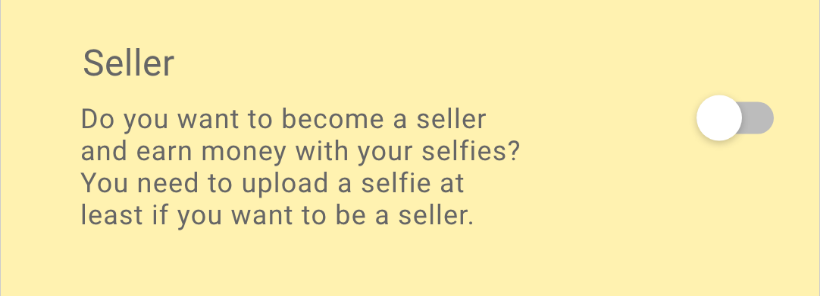 Seller
Do you want to become a seller
and earn money with your selfies?
You need to upload a selfie at
least if you want to be a seller.